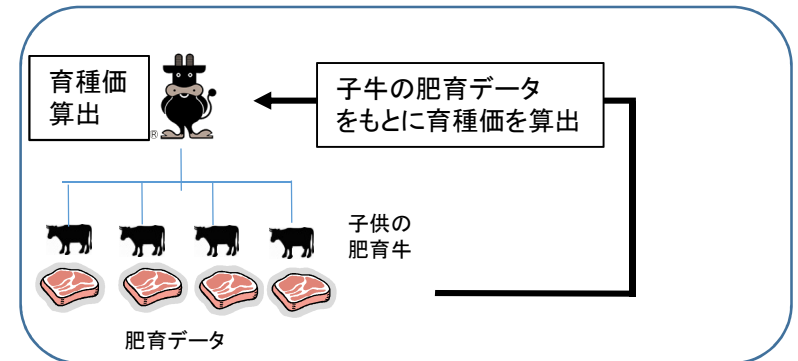 育種価
算出
®
子牛の肥育データ
をもとに育種価を算出
子供の
肥育牛
肥育データ